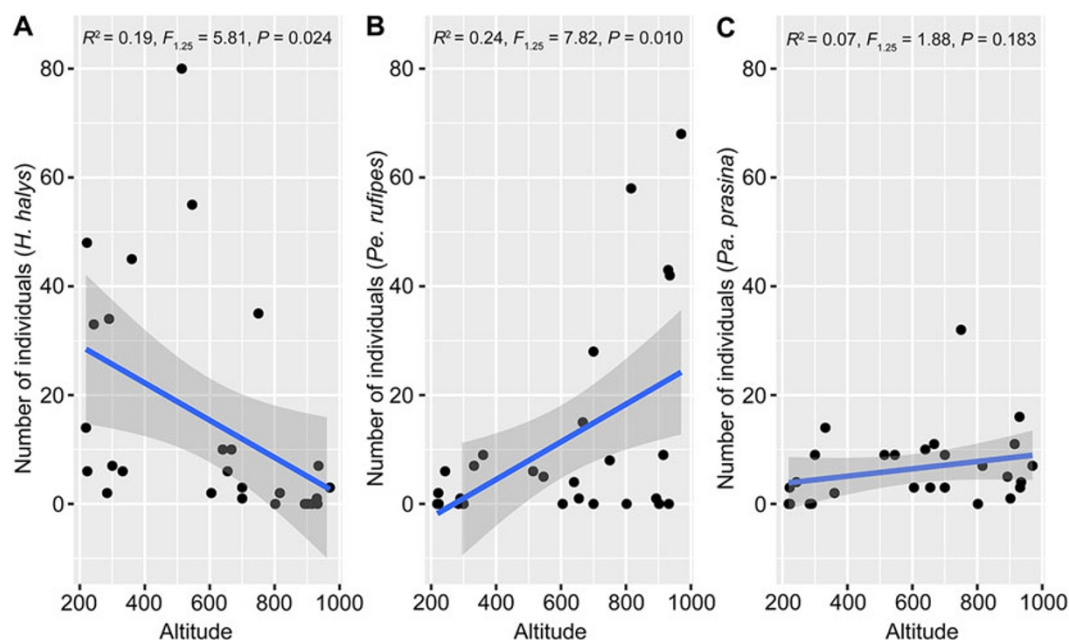 A
R² = 0.19, F1.25 = 5.81, P = 0.024
Number of individuals (H. halys)
80
60
40
20
0
200 400 600 800 1000
Altitude
B
R² = 0.24, F1.25 = 7.82, P = 0.010
Number of individuals (Pe. rufipes)
80
60
40
20
0
200 400 600 800 1000
Altitude
C
R² = 0.07, F1.25 = 1.88, P = 0.183
Number of individuals (Pa. prasina)
80
60
40
20
0
200 400 600 800 1000
Altitude